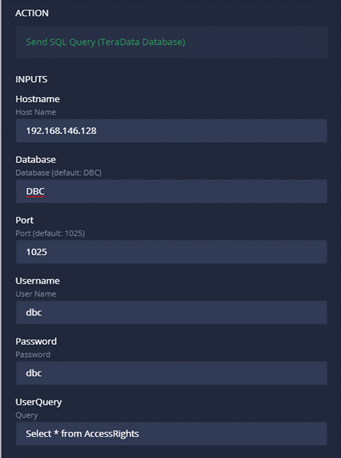 ACTION
Send SQL Query (TeraData Database)
INPUTS
Hostname
Host Name
192.168.146.128
Database
Database (default: DBC)
DBC
Port
Port (default: 1025)
1025
Username
User Name
dbc
Password
Password
dbc
UserQuery
Query
Select * from AccessRights